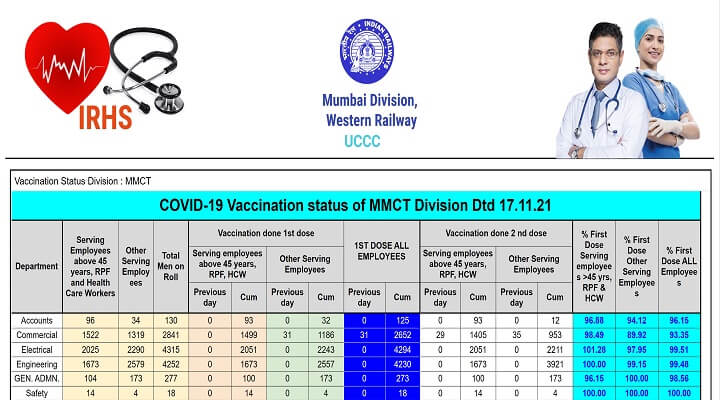 IRHS
INDIAN RAILWAYS
भारतीय रेल
Mumbai Division,
Western Railway
UCCC
Vaccination Status Division : MMCT
COVID-19 Vaccination status of MMCT Division Dtd 17.11.21
Department Serving Employees above 45 years, RPF and Health Care Workers Other Serving Employ ees Total Men on Roll Vaccination done 1st dose 1ST DOSE ALL EMPLOYEES Vaccination done 2 nd dose % First Dose Serving employee s >45 yrs, RPF & HCW % First Dose Other Serving Employee s % First Dose ALL Employee s
Serving employees above 45 years, RPF, HCW Other Serving Employees Serving employees above 45 years, RPF, HCW Other Serving Employees
Previous day Cum Previous day Cum Previous day Cum Previous day Cum Previous day Cum
Accounts 96 34 130 0 93 0 32 0 125 0 93 0 12 96.88 94.12 96.15
Commercial 1522 1319 2841 0 1499 31 1186 31 2652 29 1405 35 953 98.49 89.92 93.35
Electrical 2025 2290 4315 0 2051 0 2243 0 4294 0 2051 0 2211 101.28 97.95 99.51
Engineering 1673 2579 4252 0 1673 0 2557 0 4230 0 1673 0 3921 100.00 99.15 99.48
GEN. ADMN. 104 173 277 0 100 0 173 0 273 0 100 0 173 96.15 100.00 98.56
Safety 14 4 18 0 14 0 4 0 18 0 14 0 4 100.00 100.00 100.00